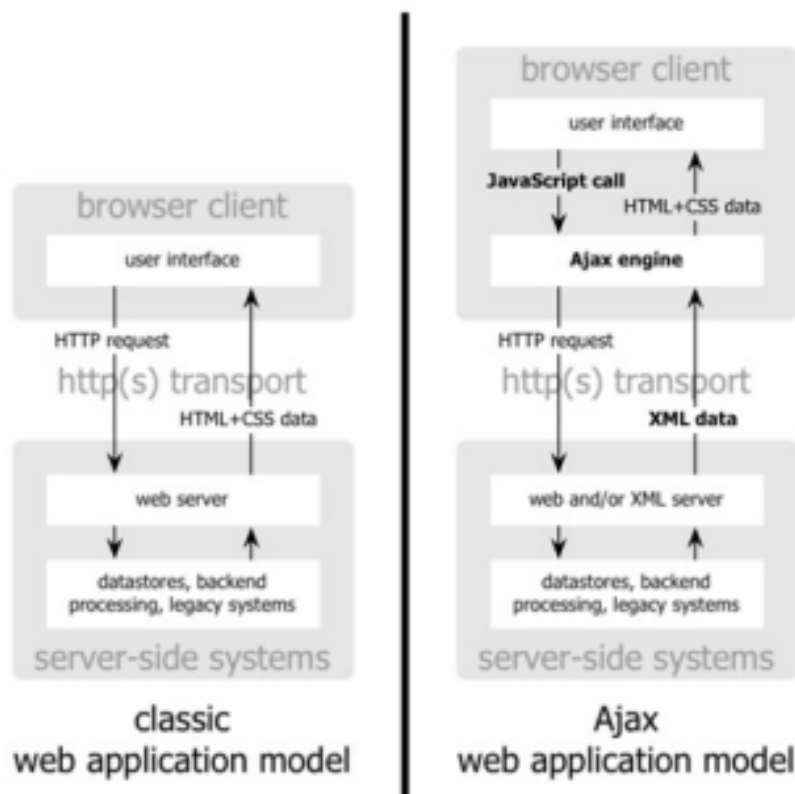 browser client
user interface
HTTP request
http(s) transport
HTML+CSS data
web server
datastores, backend
processing, legacy systems
server-side systems
classic
web application model
browser client
user interface
JavaScript call
HTML+CSS data
Ajax engine
HTTP request
http(s) transport
XML data
web and/or XML server
datastores, backend
processing, legacy systems
server-side systems
Ajax
web application model